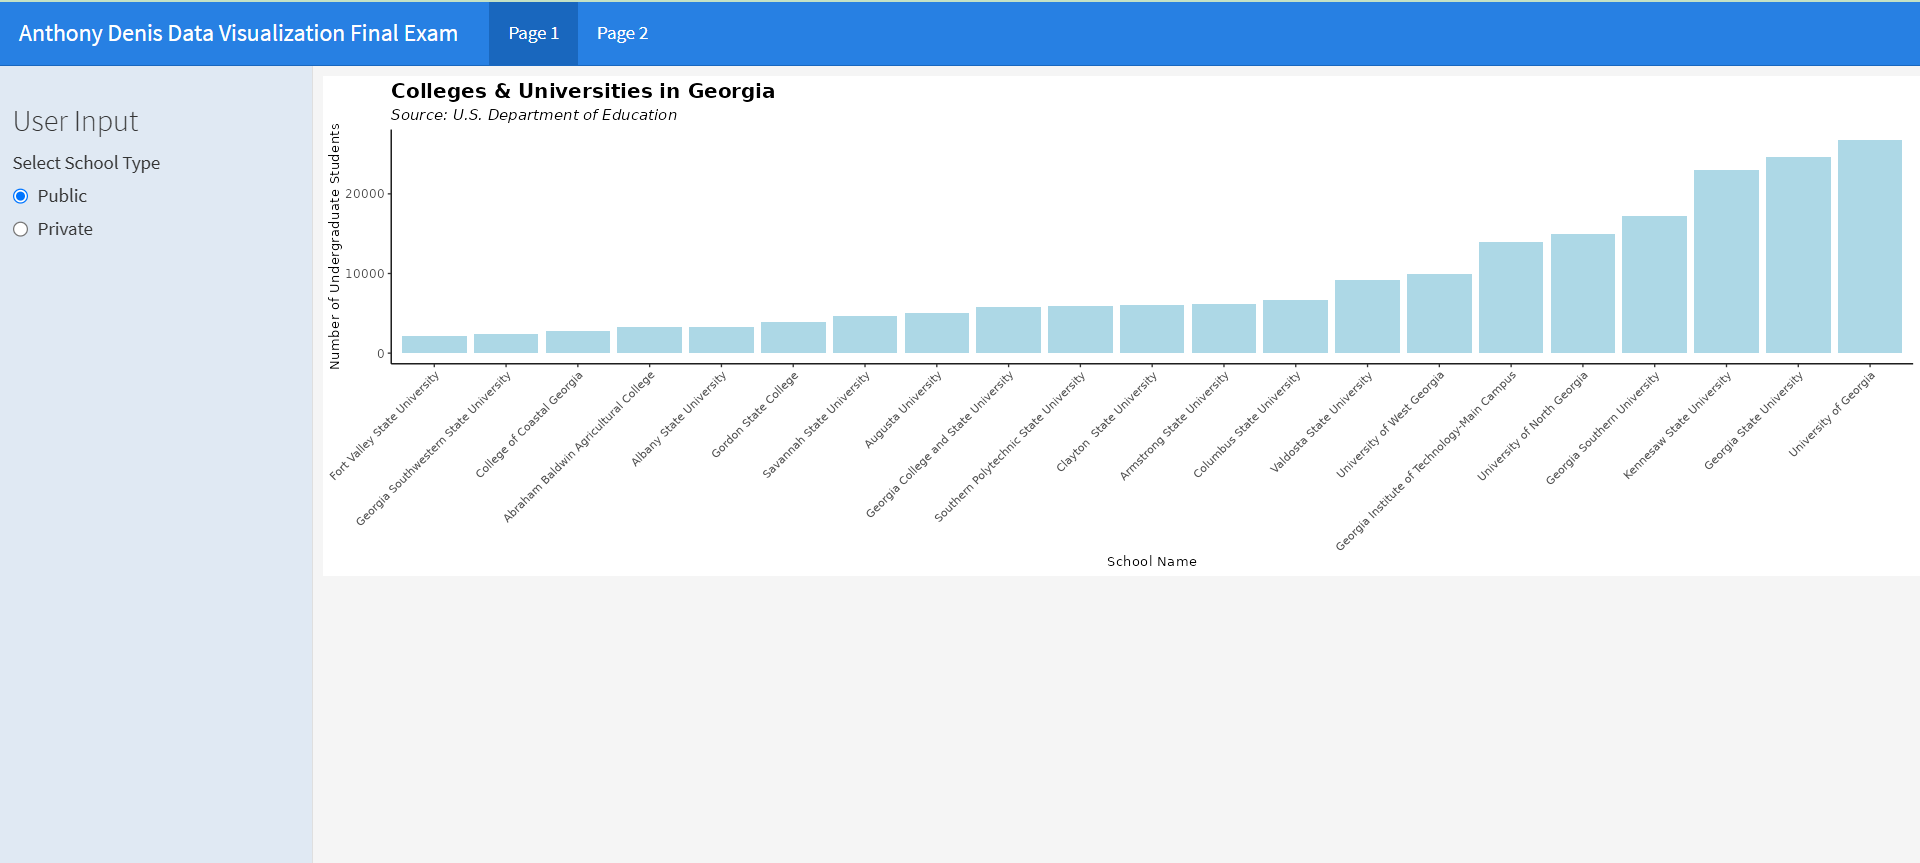 Anthony Denis Data Visualization Final Exam
Page 1
Page 2
User Input
Select School Type
Public
Private
Colleges & Universities in Georgia
Source: U.S. Department of Education
Number of Undergraduate Students
20000
10000
0
Fort Valley State University
Georgia Southwestern State University
College of Coastal Georgia
Abraham Baldwin Agricultural College
Albany State University
Gordon State College
Savannah State University
Augusta University
Georgia College and State University
Southern Polytechnic State University
Clayton  State University
Armstrong State University
Columbus State University
Valdosta State University
University of West Georgia
Georgia Institute of Technology-Main Campus
University of North Georgia
Georgia Southern University
Kennesaw State University
Georgia State University
University of Georgia
School Name